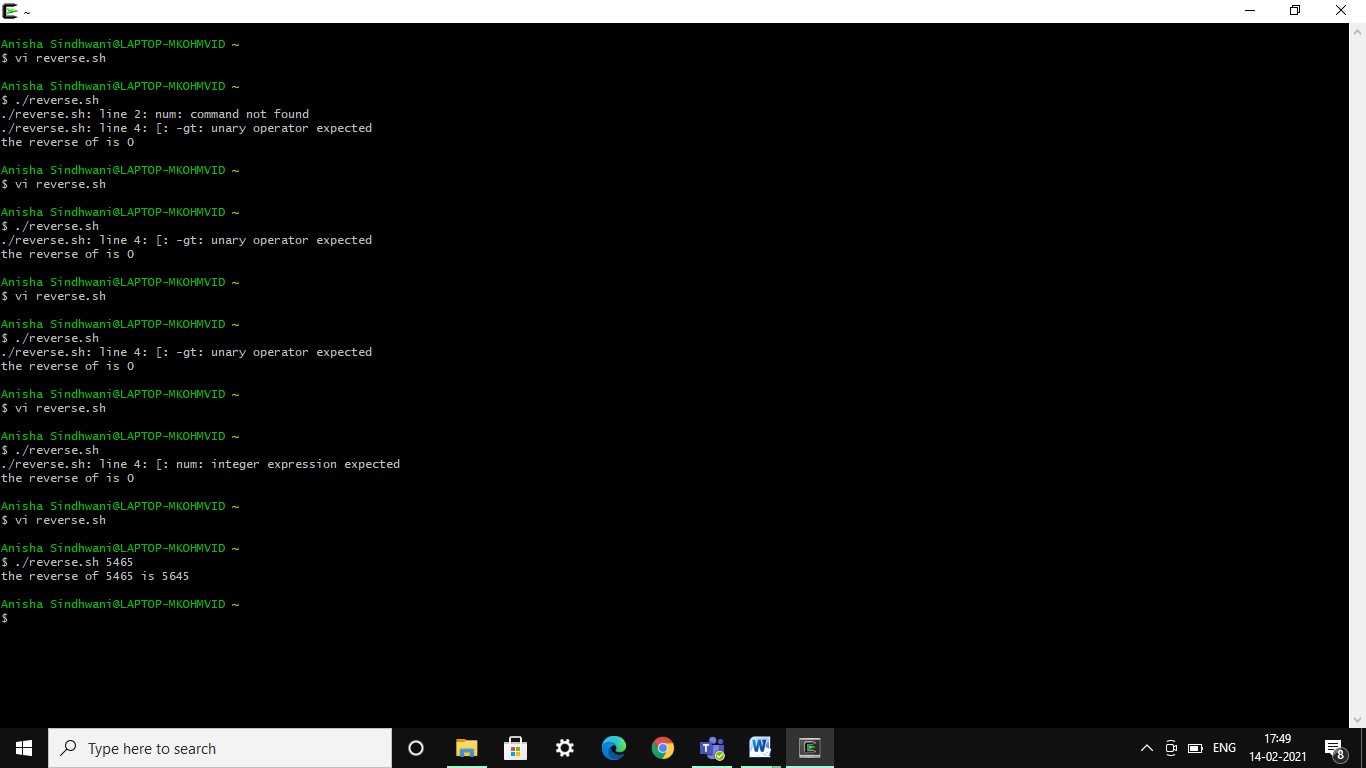 ~
Anisha Sindhwani@LAPTOP-MKOHMVID ~
$ vi reverse.sh
Anisha Sindhwani@LAPTOP-MKOHMVID ~
$ ./reverse.sh
./reverse.sh: line 2: num: command not found
./reverse.sh: line 4: [: -gt: unary operator expected
the reverse of is 0
Anisha Sindhwani@LAPTOP-MKOHMVID ~
$ vi reverse.sh
Anisha Sindhwani@LAPTOP-MKOHMVID ~
$ ./reverse.sh
./reverse.sh: line 4: [: -gt: unary operator expected
the reverse of is 0
Anisha Sindhwani@LAPTOP-MKOHMVID ~
$ vi reverse.sh
Anisha Sindhwani@LAPTOP-MKOHMVID ~
$ ./reverse.sh
./reverse.sh: line 4: [: -gt: unary operator expected
the reverse of is 0
Anisha Sindhwani@LAPTOP-MKOHMVID ~
$ vi reverse.sh
Anisha Sindhwani@LAPTOP-MKOHMVID ~
$ ./reverse.sh
./reverse.sh: line 4: [: num: integer expression expected
the reverse of is 0
Anisha Sindhwani@LAPTOP-MKOHMVID ~
$ vi reverse.sh
Anisha Sindhwani@LAPTOP-MKOHMVID ~
$ ./reverse.sh 5465
the reverse of 5465 is 5645
Anisha Sindhwani@LAPTOP-MKOHMVID ~
$
Type here to search
ENG
17:49
14-02-2021
8